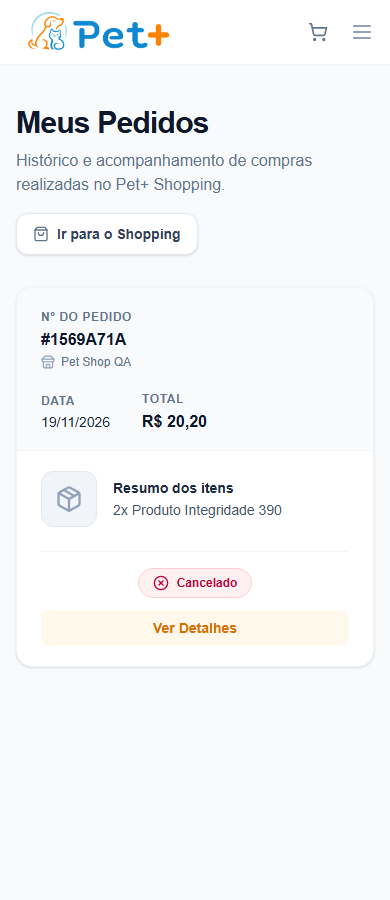 Pet+
Meus Pedidos
Histórico e acompanhamento de compras
realizadas no Pet+ Shopping.
Ir para o Shopping
Nº DO PEDIDO
#1569A71A
Pet Shop QA
DATA
19/11/2026
TOTAL
R$ 20,20
Resumo dos itens
2x Produto Integridade 390
Cancelado
Ver Detalhes